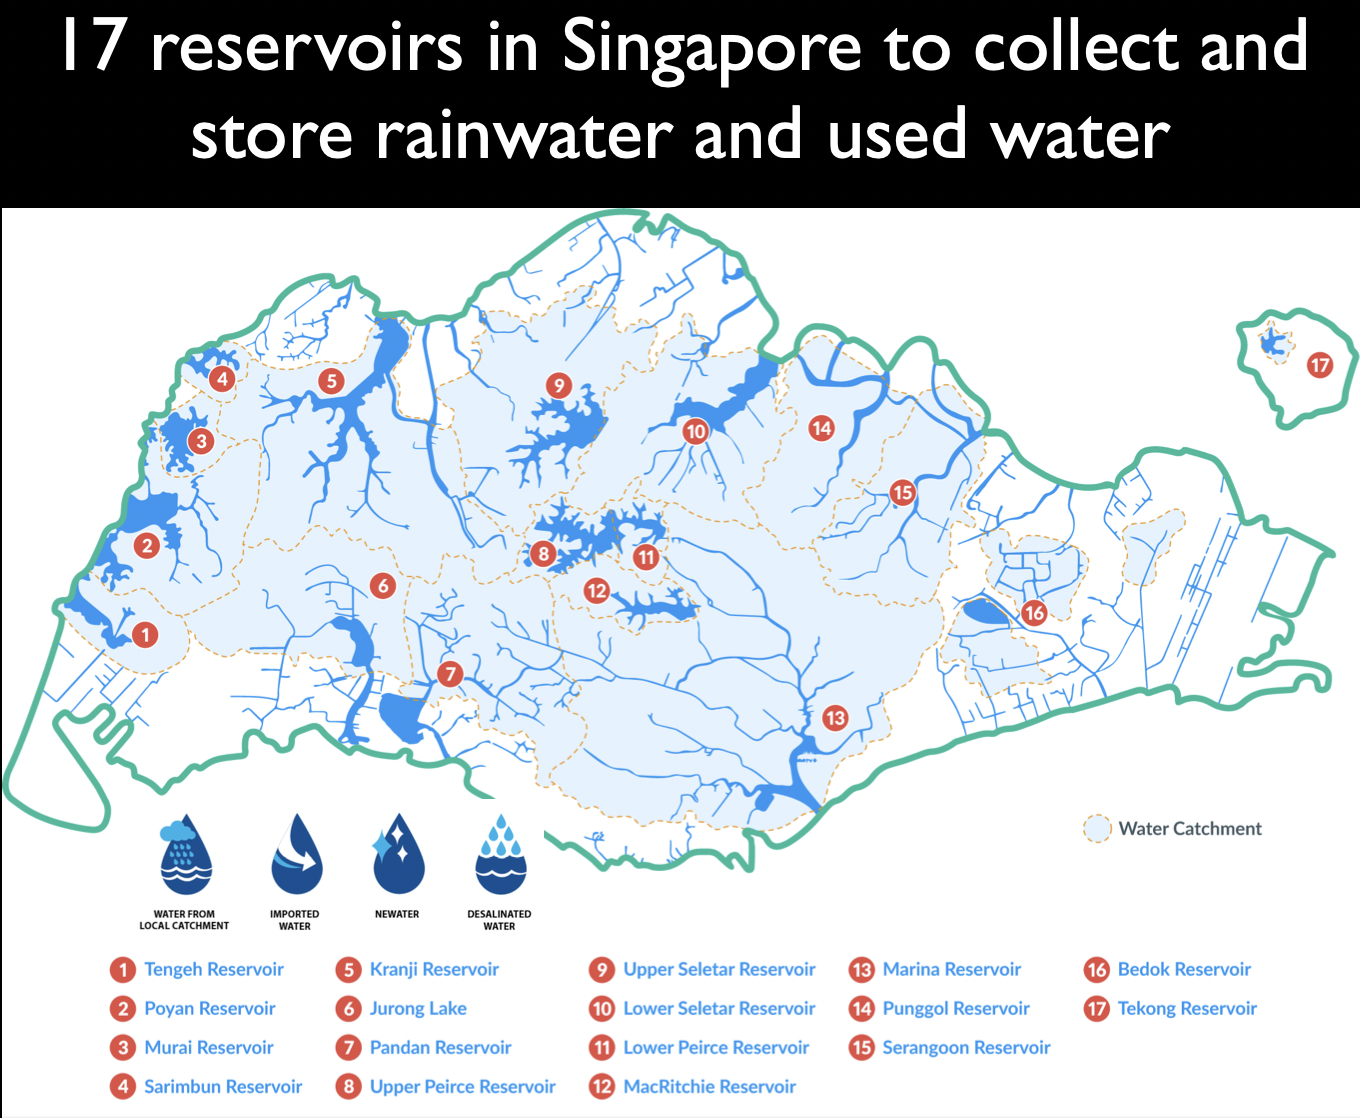 17 reservoirs in Singapore to collect and
store rainwater and used water
4
5
9
17
3
10
14
15
2
8
11
6
12
16
1
7
13
Water Catchment
WATER FROM
LOCAL CATCHMENT
IMPORTED
WATER
NEWATER
DESALINATED
WATER
1 Tengeh Reservoir
2 Poyan Reservoir
3 Murai Reservoir
4 Sarimbun Reservoir
5 Kranji Reservoir
6 Jurong Lake
7 Pandan Reservoir
8 Upper Peirce Reservoir
9 Upper Seletar Reservoir
10 Lower Seletar Reservoir
11 Lower Peirce Reservoir
12 MacRitchie Reservoir
13 Marina Reservoir
14 Punggol Reservoir
15 Serangoon Reservoir
16 Bedok Reservoir
17 Tekong Reservoir